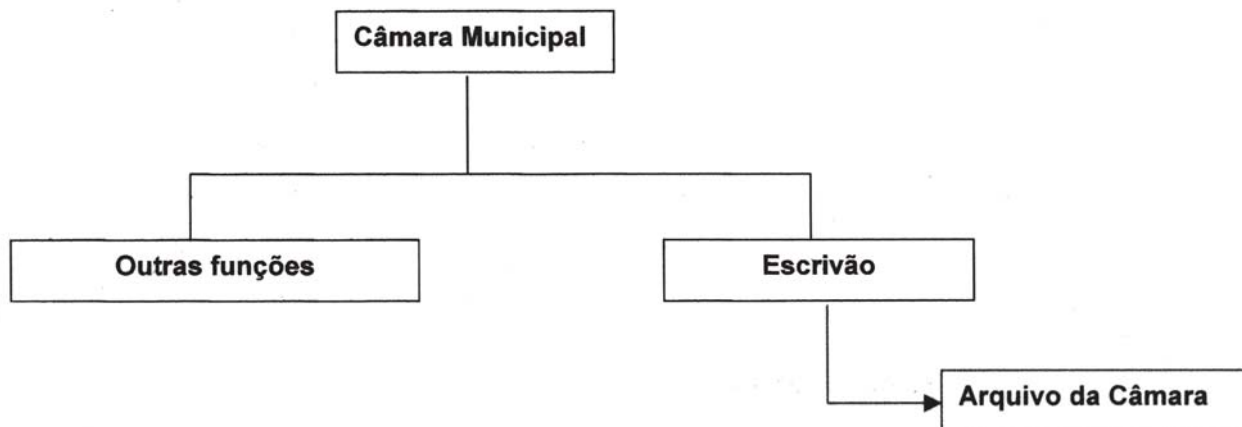 Câmara Municipal
Outras funções
Escrivão
Arquivo da Câmara